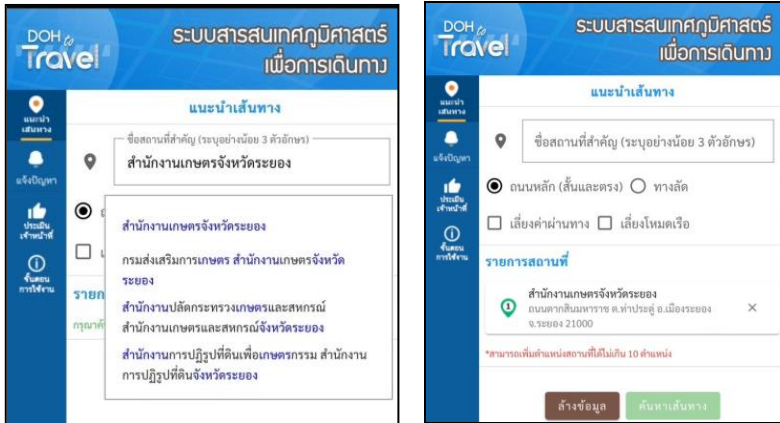 DOH to
Travel
ระบบสารสนเทศภูมิศาสตร์
เพื่อการเดินทาง
แนะนำ
เส้นทาง
แจ้งปัญหา
ประเมิน
เจ้าหน้าที่
ขั้นตอน
การใช้งาน
แนะนำเส้นทาง
ชื่อสถานที่สำคัญ (ระบุอย่างน้อย 3 ตัวอักษร)
สำนักงานเกษตรจังหวัดระยอง
สำนักงานเกษตรจังหวัดระยอง
กรมส่งเสริมการเกษตร สำนักงานเกษตรจังหวัด
ระยอง
สำนักงานปลัดกระทรวงเกษตรและสหกรณ์
สำนักงานเกษตรและสหกรณ์จังหวัดระยอง
สำนักงานการปฏิรูปที่ดินเพื่อเกษตรกรรม สำนักงาน
การปฏิรูปที่ดินจังหวัดระยอง
DOH to
Travel
ระบบสารสนเทศภูมิศาสตร์
เพื่อการเดินทาง
แนะนำ
เส้นทาง
แจ้งปัญหา
ประเมิน
เจ้าหน้าที่
ขั้นตอน
การใช้งาน
แนะนำเส้นทาง
ชื่อสถานที่สำคัญ (ระบุอย่างน้อย 3 ตัวอักษร)
ถนนหลัก (สั้นและตรง) ทางลัด
เลี่ยงค่าผ่านทาง เลี่ยงโหมดเรือ
รายการสถานที่
1
สำนักงานเกษตรจังหวัดระยอง
ถนนตากสินมหาราช ต.ท่าประดู่ อ.เมืองระยอง
จ.ระยอง 21000
*สามารถเพิ่มตำแหน่งสถานที่ได้ไม่เกิน 10 ตำแหน่ง
ล้างข้อมูล ค้นหาเส้นทาง